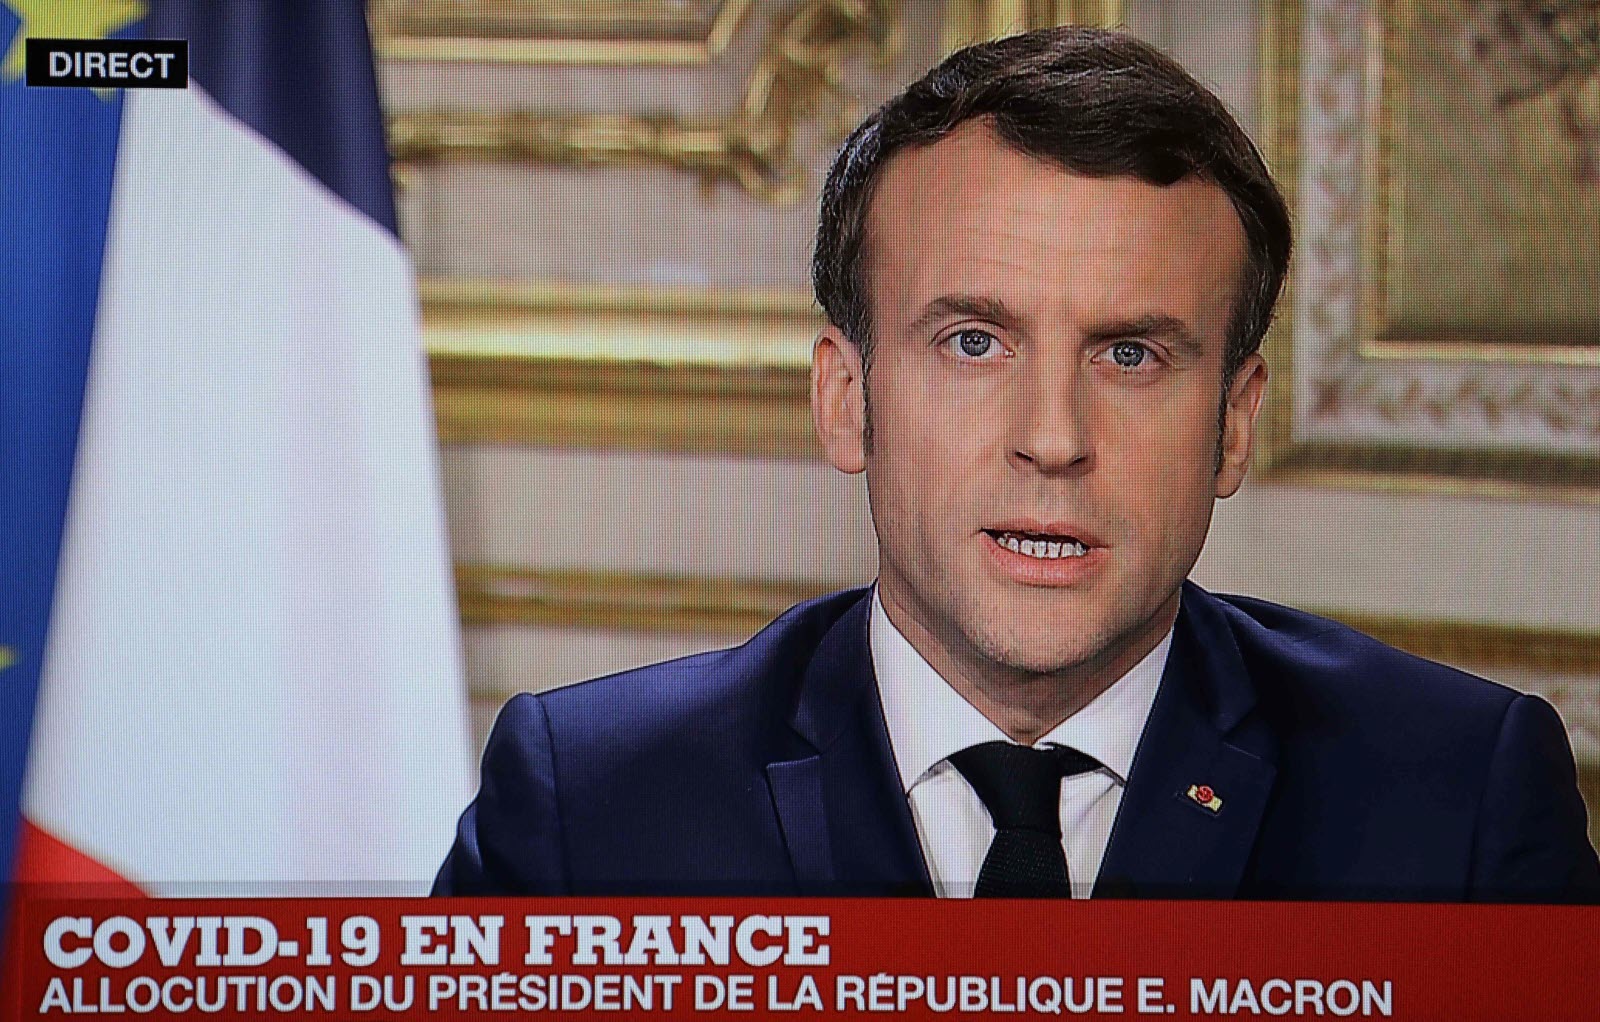 DIRECT
COVID-19 EN FRANCE
ALLOCUTION DU PRÉSIDENT DE LA RÉPUBLIQUE E. MACRON